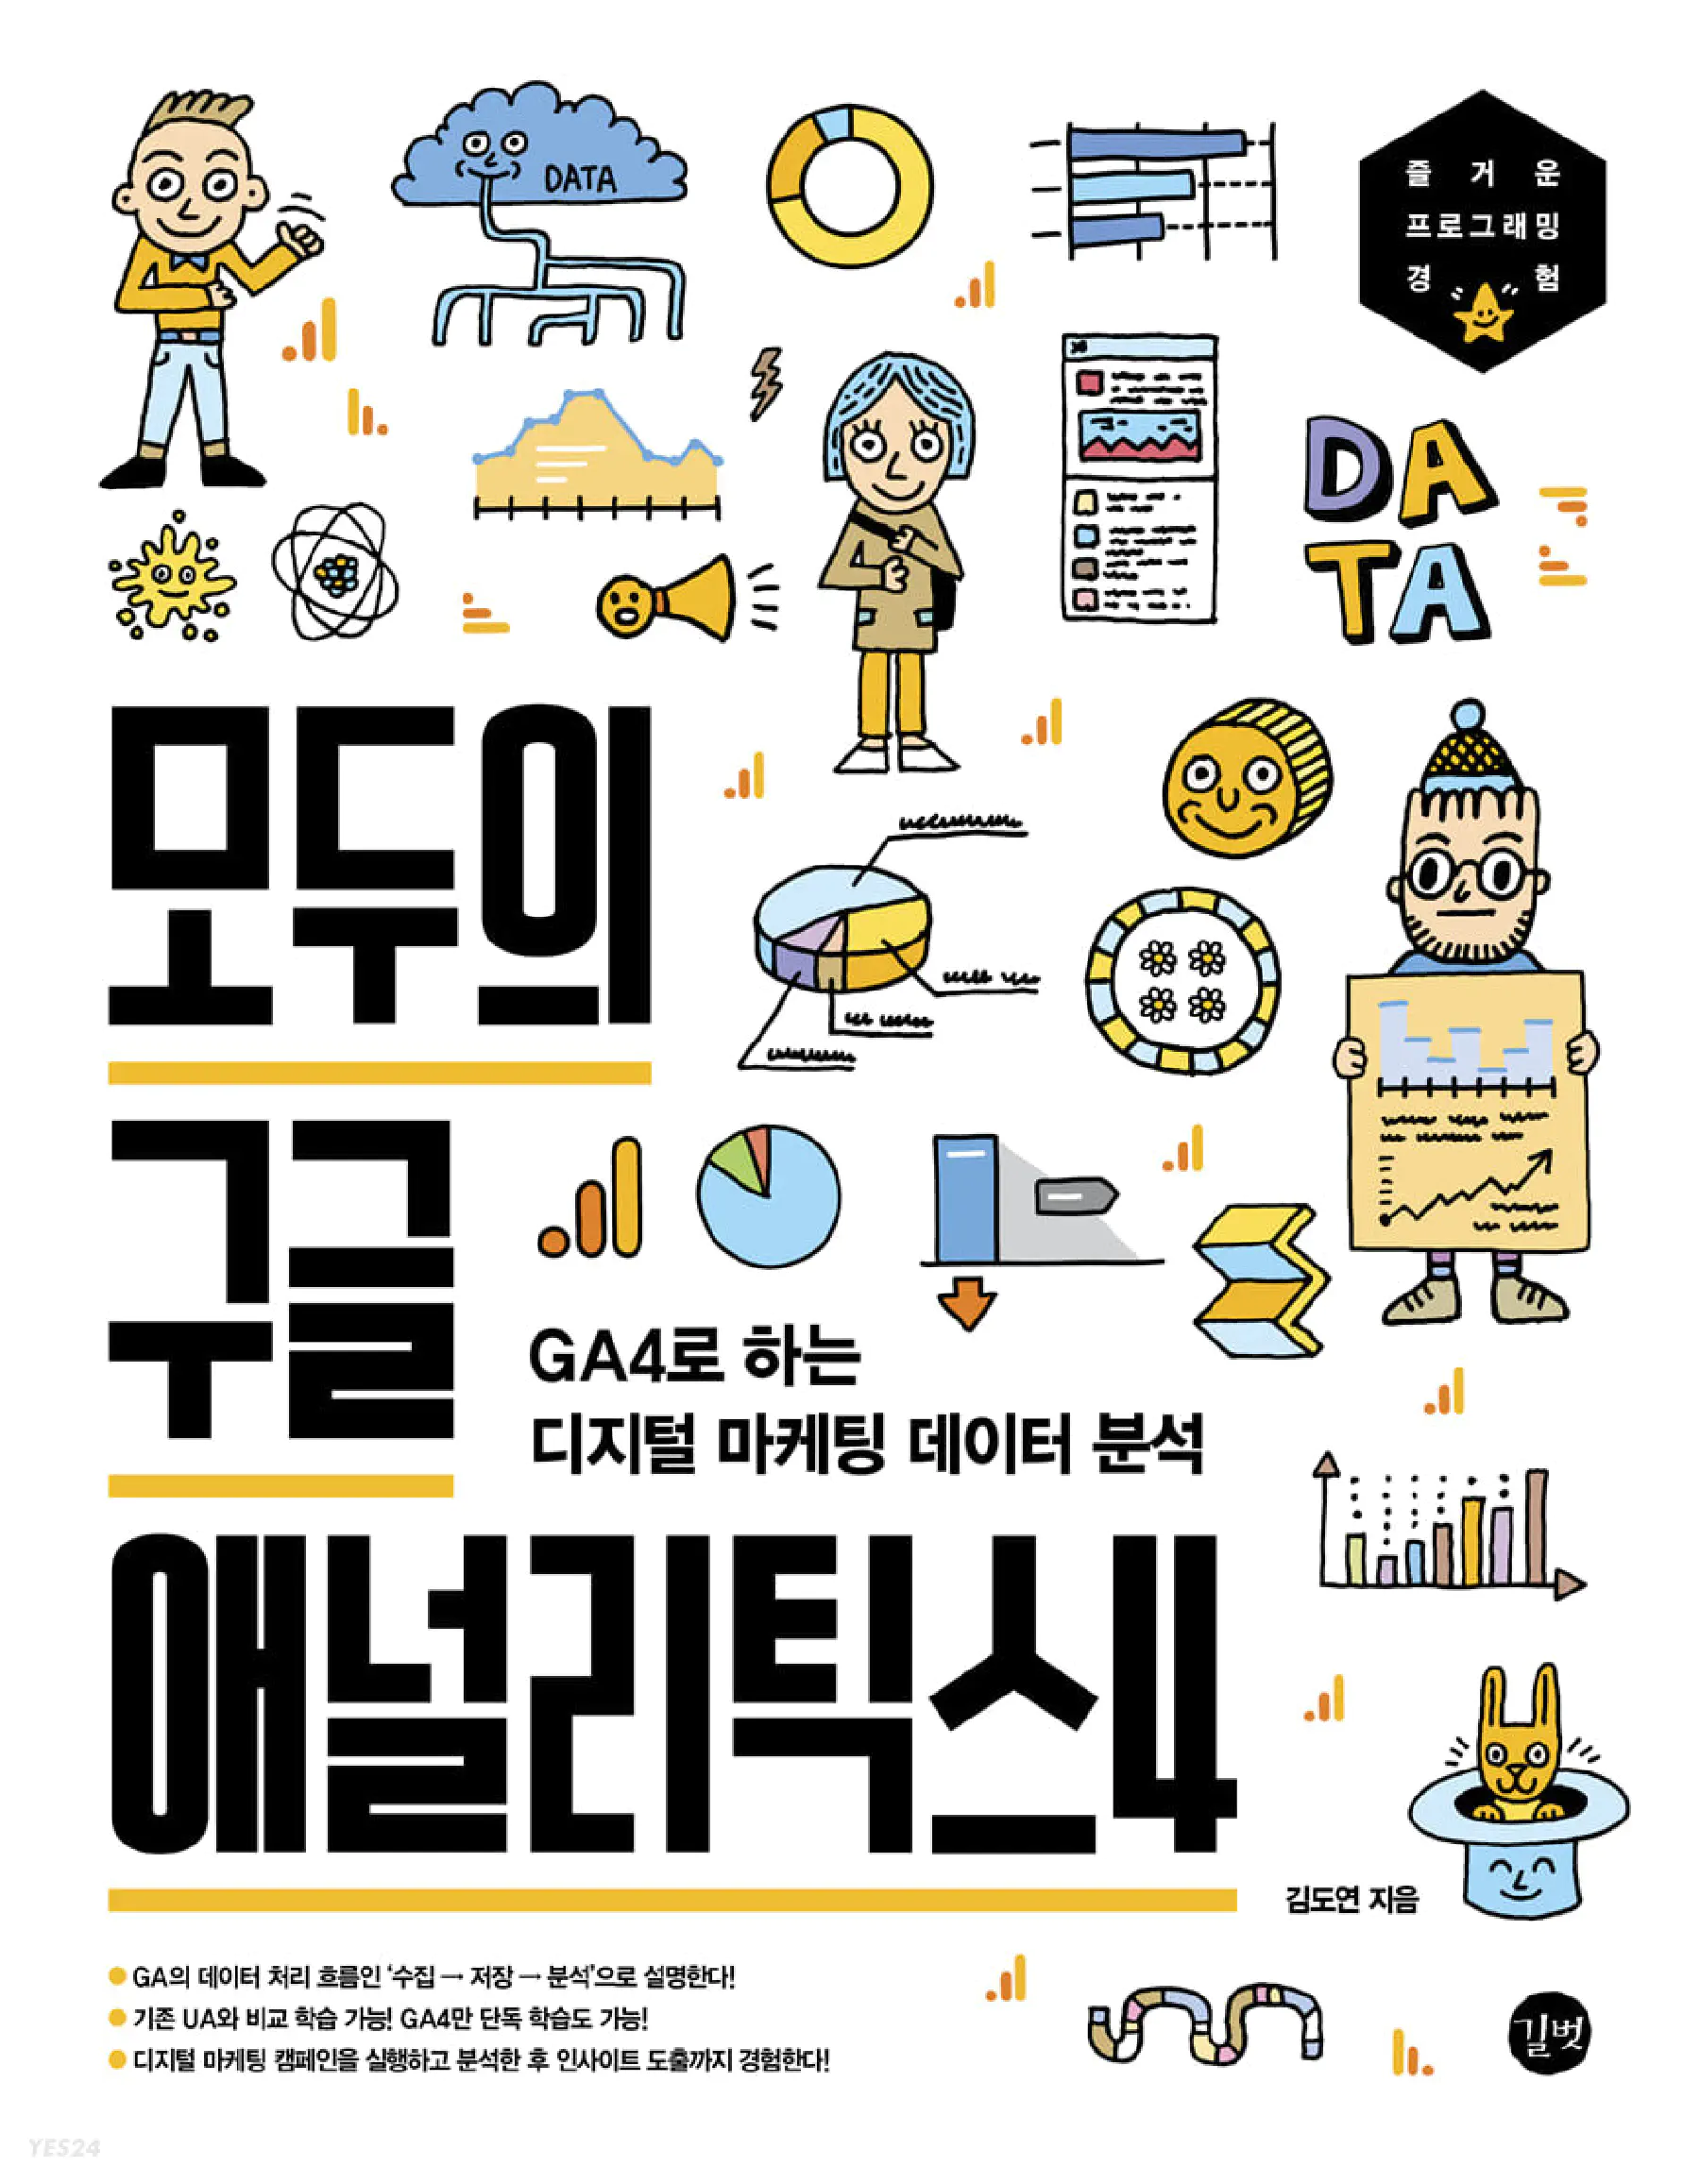 즐거운
프로그래밍
경험
DATA
DA
TA
모두의
구글
GA4로 하는
디지털 마케팅 데이터 분석
애널리틱스4
김도연 지음
● GA의 데이터 처리 흐름인 ‘수집 → 저장 → 분석’으로 설명한다!
● 기존 UA와 비교 학습 가능! GA4만 단독 학습도 가능!
● 디지털 마케팅 캠페인을 실행하고 분석한 후 인사이트 도출까지 경험한다!
길벗
YES24